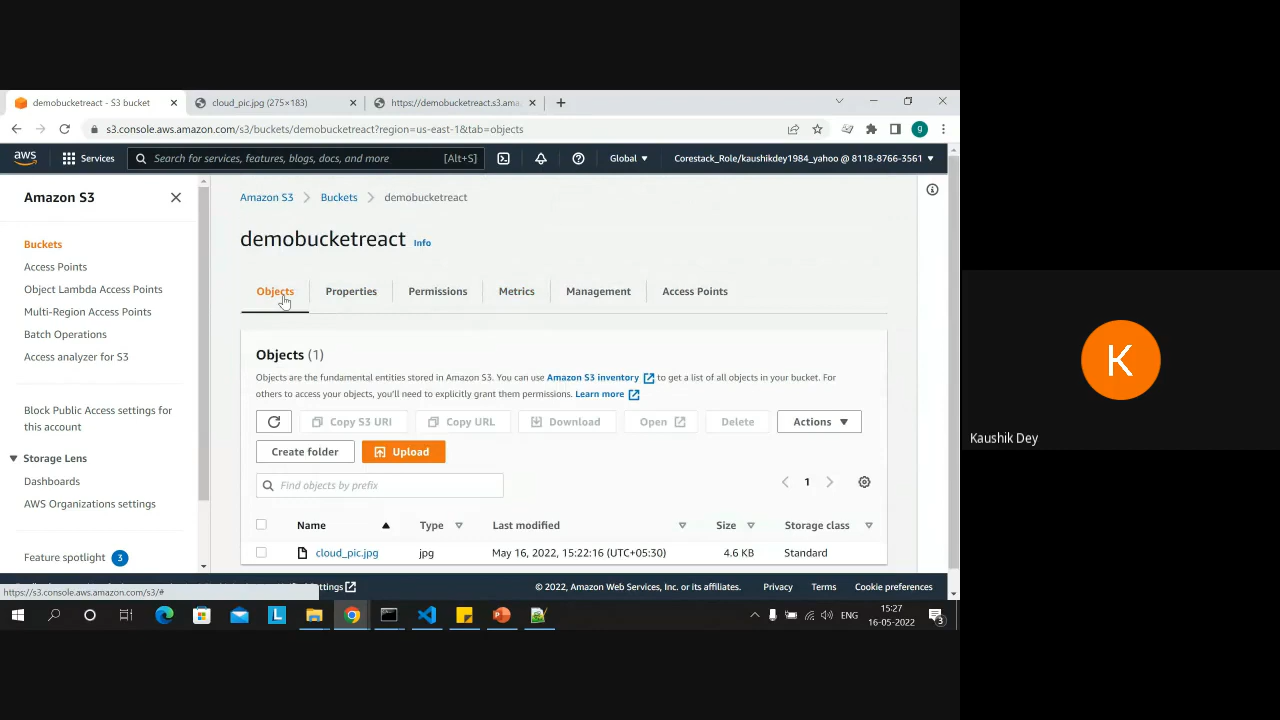 demobucketreact - S3 bucket
cloud_pic.jpg (275×183)
https://demobucketreact.s3.ama
s3.console.aws.amazon.com/s3/buckets/demobucketreact?region=us-east-1&tab=objects
g
aws
Services
Search for services, features, blogs, docs, and more
[Alt+S]
Global
Corestack_Role/kaushikdey1984_yahoo @ 8118-8766-3561
Amazon S3
Buckets
Access Points
Object Lambda Access Points
Multi-Region Access Points
Batch Operations
Access analyzer for S3
Block Public Access settings for
this account
Storage Lens
Dashboards
AWS Organizations settings
Feature spotlight 3
Amazon S3 Buckets demobucketreact
demobucketreact Info
Objects Properties Permissions Metrics Management Access Points
Objects (1)
Objects are the fundamental entities stored in Amazon S3. You can use Amazon S3 inventory to get a list of all objects in your bucket. For
others to access your objects, you'll need to explicitly grant them permissions. Learn more
Copy S3 URI Copy URL Download Open Delete Actions
Create folder Upload
Find objects by prefix
1
Name Type Last modified Size Storage class
cloud_pic.jpg jpg May 16, 2022, 15:22:16 (UTC+05:30) 4.6 KB Standard
© 2022, Amazon Web Services, Inc. or its affiliates. Privacy Terms Cookie preferences
https://s3.console.aws.amazon.com/s3/#
L
ENG
15:27
16-05-2022
3
K
Kaushik Dey